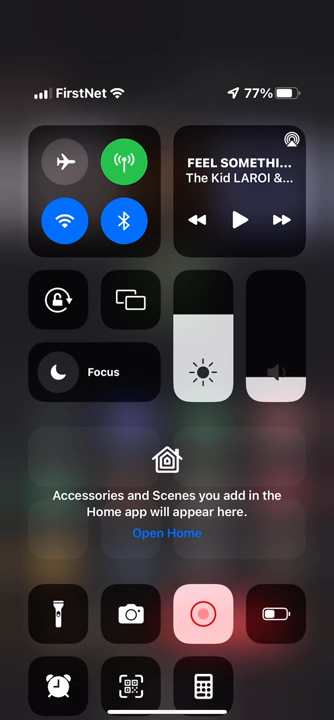 FirstNet
77%
FEEL SOMETHI...
The Kid LAROI &...
Focus
Accessories and Scenes you add in the
Home app will appear here.
Open Home